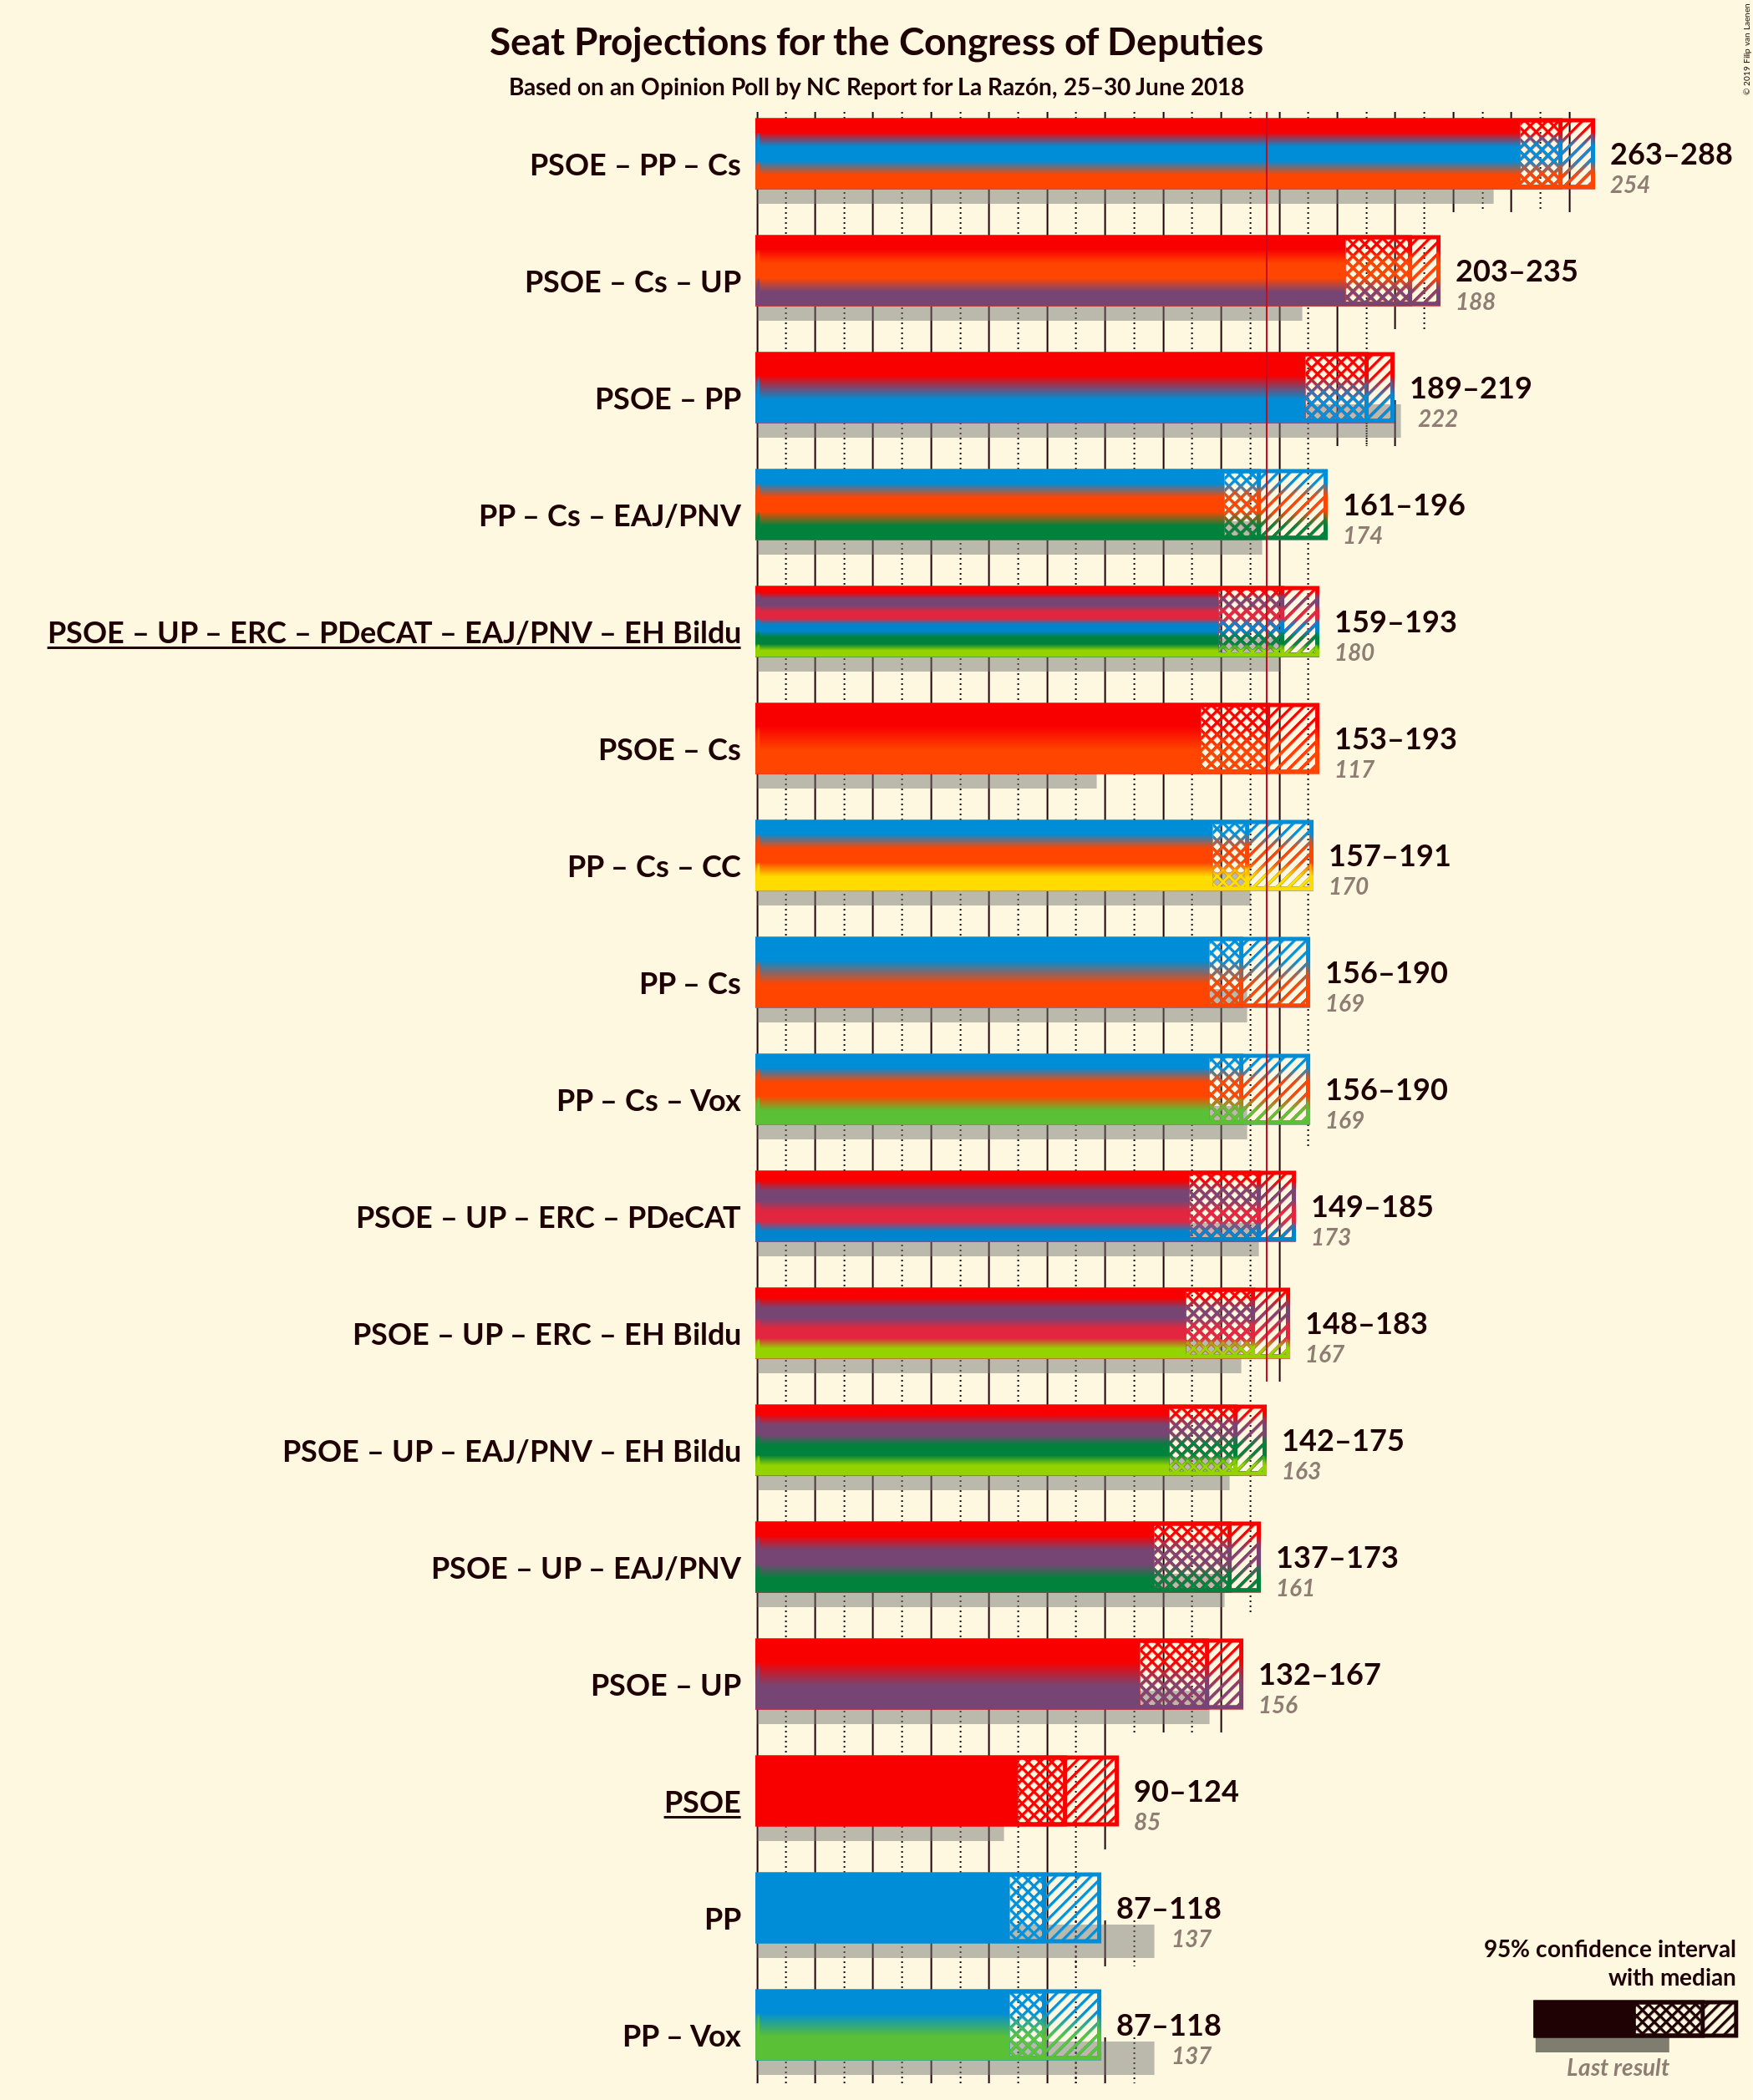 Seat Projections for the Congress of Deputies
Based on an Opinion Poll by NC Report for La Razón, 25–30 June 2018
© 2019 Filip van Laenen
PSOE – PP – Cs
263–288
254
PSOE – Cs – UP
203–235
188
PSOE – PP
189–219
222
PP – Cs – EAJ/PNV
161–196
174
PSOE – UP – ERC – PDeCAT – EAJ/PNV – EH Bildu
159–193
180
PSOE – Cs
153–193
117
PP – Cs – CC
157–191
170
PP – Cs
156–190
169
PP – Cs – Vox
156–190
169
PSOE – UP – ERC – PDeCAT
149–185
173
PSOE – UP – ERC – EH Bildu
148–183
167
PSOE – UP – EAJ/PNV – EH Bildu
142–175
163
PSOE – UP – EAJ/PNV
137–173
161
PSOE – UP
132–167
156
PSOE
90–124
85
PP
87–118
137
PP – Vox
87–118
137
95% confidence interval
with median
Last result